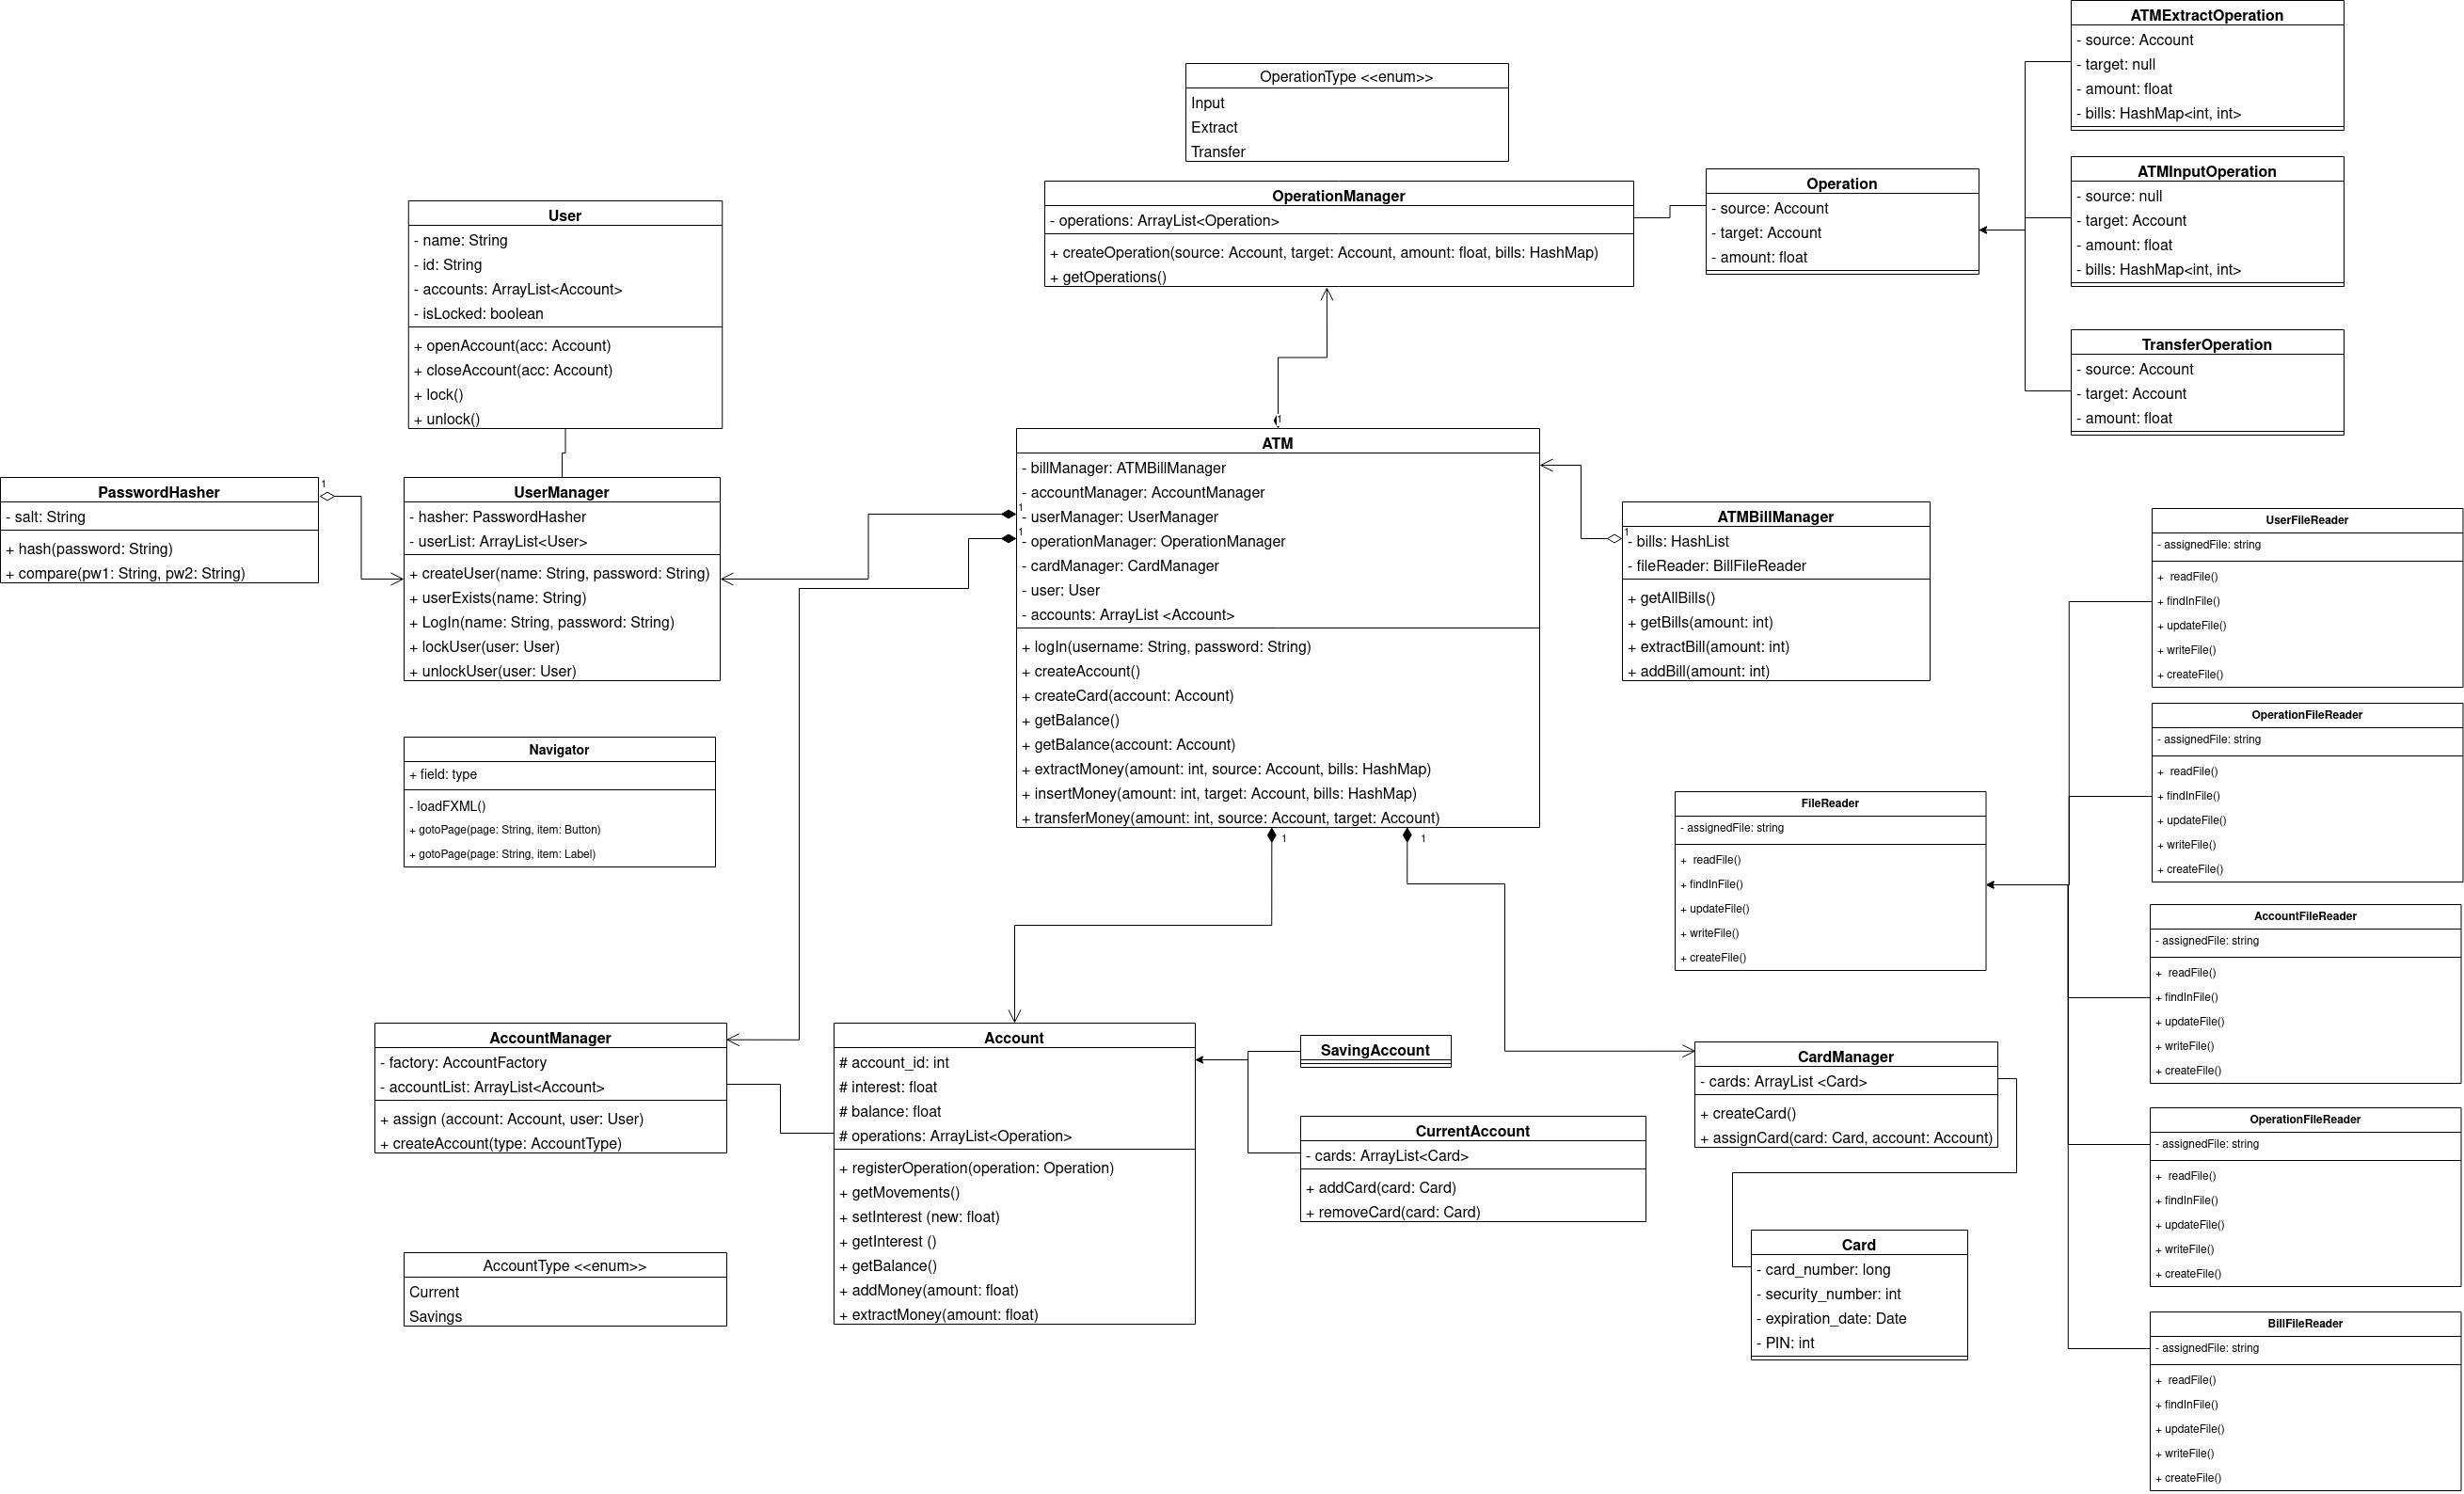 ATMExtractOperation
- source: Account
- target: null
- amount: float
- bills: HashMap<int, int>
OperationType <<enum>>
Input
Extract
Transfer
ATMInputOperation
- source: null
- target: Account
- amount: float
- bills: HashMap<int, int>
Operation
- source: Account
- target: Account
- amount: float
OperationManager
- operations: ArrayList<Operation>
+ createOperation(source: Account, target: Account, amount: float, bills: HashMap)
+ getOperations()
User
- name: String
- id: String
- accounts: ArrayList<Account>
- isLocked: boolean
+ openAccount(acc: Account)
+ closeAccount(acc: Account)
+ lock()
+ unlock()
TransferOperation
- source: Account
- target: Account
- amount: float
1
ATM
- billManager: ATMBillManager
- accountManager: AccountManager
- userManager: UserManager
- operationManager: OperationManager
- cardManager: CardManager
- user: User
- accounts: ArrayList <Account>
+ logIn(username: String, password: String)
+ createAccount()
+ createCard(account: Account)
+ getBalance()
+ getBalance(account: Account)
+ extractMoney(amount: int, source: Account, bills: HashMap)
+ insertMoney(amount: int, target: Account, bills: HashMap)
+ transferMoney(amount: int, source: Account, target: Account)
1
1
1
1
PasswordHasher
- salt: String
+ hash(password: String)
+ compare(pw1: String, pw2: String)
1
UserManager
- hasher: PasswordHasher
- userList: ArrayList<User>
+ createUser(name: String, password: String)
+ userExists(name: String)
+ LogIn(name: String, password: String)
+ lockUser(user: User)
+ unlockUser(user: User)
ATMBillManager
1
- bills: HashList
- fileReader: BillFileReader
+ getAllBills()
+ getBills(amount: int)
+ extractBill(amount: int)
+ addBill(amount: int)
UserFileReader
- assignedFile: string
+ readFile()
+ findInFile()
+ updateFile()
+ writeFile()
+ createFile()
OperationFileReader
- assignedFile: string
+ readFile()
+ findInFile()
+ updateFile()
+ writeFile()
+ createFile()
Navigator
+ field: type
- loadFXML()
+ gotoPage(page: String, item: Button)
+ gotoPage(page: String, item: Label)
FileReader
- assignedFile: string
+ readFile()
+ findInFile()
+ updateFile()
+ writeFile()
+ createFile()
AccountFileReader
- assignedFile: string
+ readFile()
+ findInFile()
+ updateFile()
+ writeFile()
+ createFile()
AccountManager
- factory: AccountFactory
- accountList: ArrayList<Account>
+ assign (account: Account, user: User)
+ createAccount(type: AccountType)
Account
# account_id: int
# interest: float
# balance: float
# operations: ArrayList<Operation>
+ registerOperation(operation: Operation)
+ getMovements()
+ setInterest (new: float)
+ getInterest ()
+ getBalance()
+ addMoney(amount: float)
+ extractMoney(amount: float)
SavingAccount
CurrentAccount
- cards: ArrayList<Card>
+ addCard(card: Card)
+ removeCard(card: Card)
CardManager
- cards: ArrayList <Card>
+ createCard()
+ assignCard(card: Card, account: Account)
OperationFileReader
- assignedFile: string
+ readFile()
+ findInFile()
+ updateFile()
+ writeFile()
+ createFile()
AccountType <<enum>>
Current
Savings
Card
- card_number: long
- security_number: int
- expiration_date: Date
- PIN: int
BillFileReader
- assignedFile: string
+ readFile()
+ findInFile()
+ updateFile()
+ writeFile()
+ createFile()